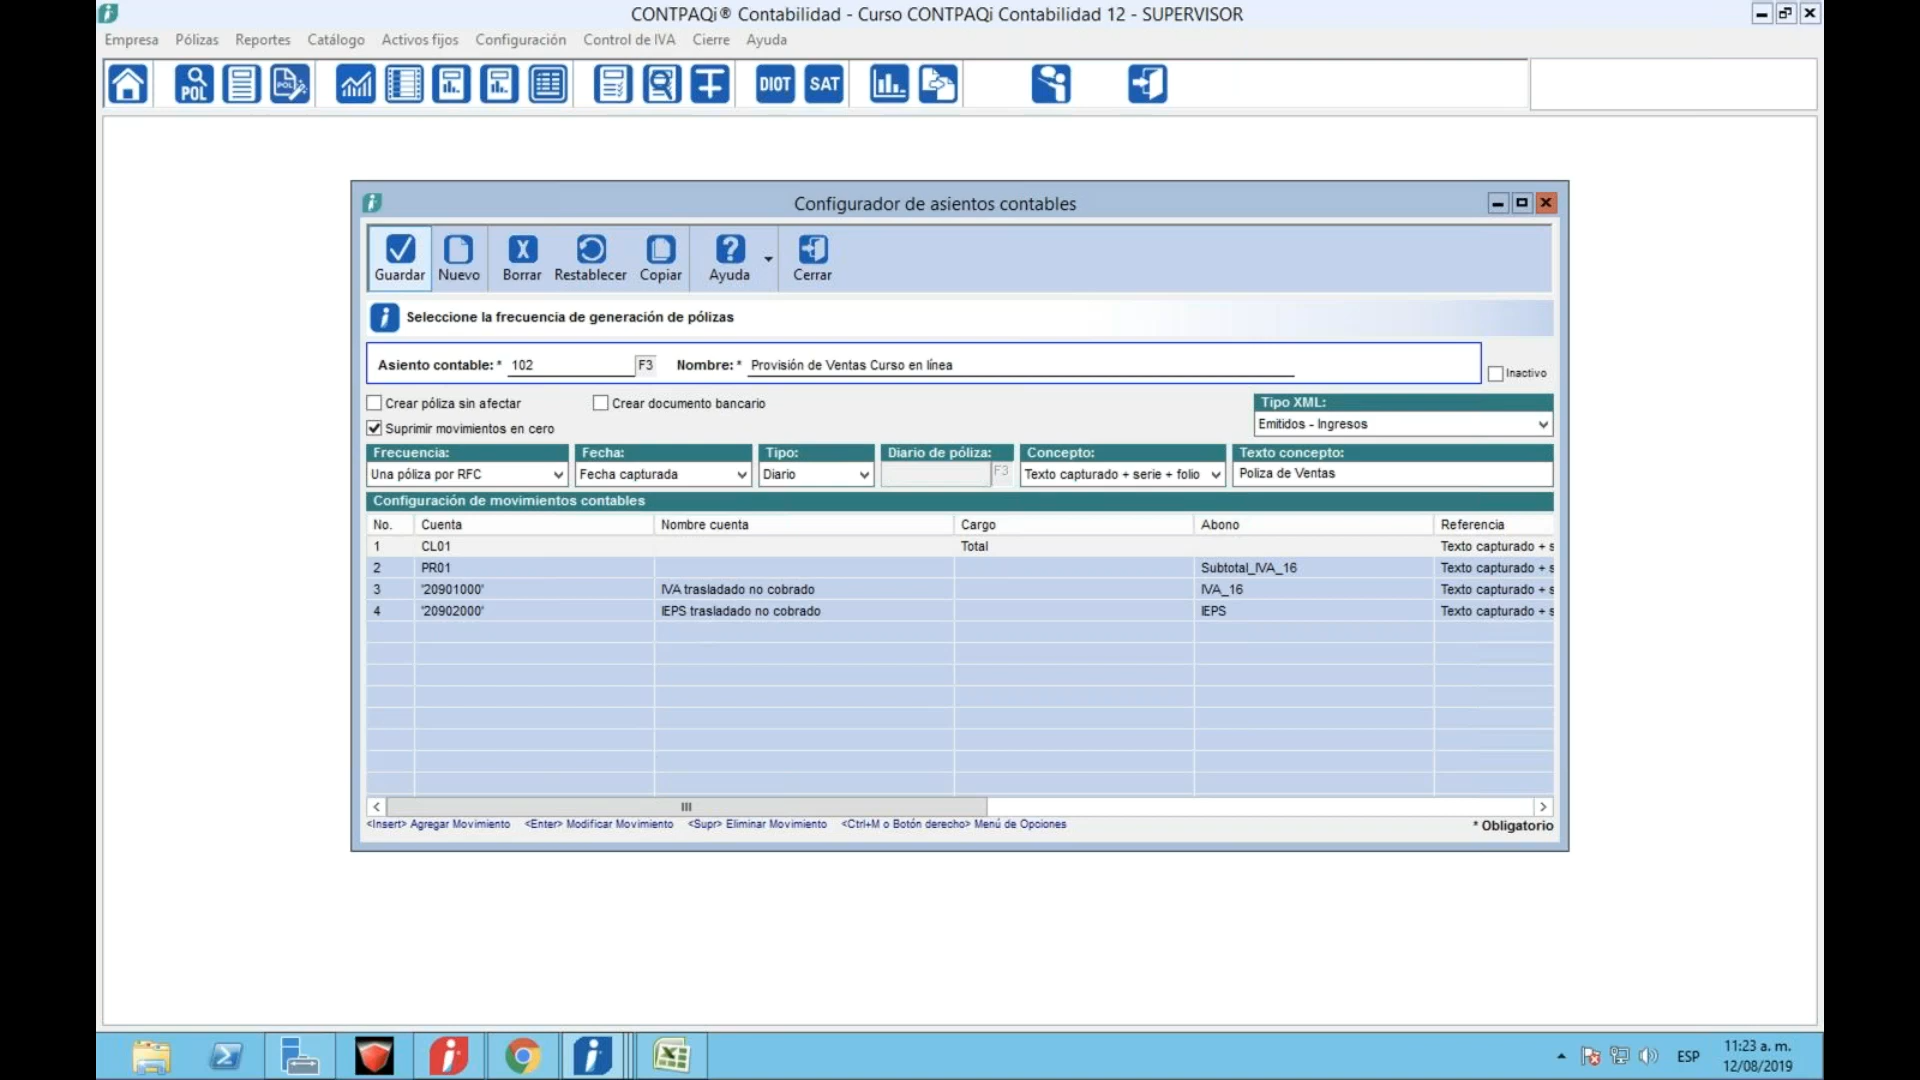 CONTPAQi® Contabilidad - Curso CONTPAQi Contabilidad 12 - SUPERVISOR
Empresa Pólizas Reportes Catálogo Activos fijos Configuración Control de IVA Cierre Ayuda
POL POL DIOT SAT
Configurador de asientos contables
Guardar Nuevo Borrar Restablecer Copiar Ayuda Cerrar
Seleccione la frecuencia de generación de pólizas
Asiento contable: * 102 F3 Nombre: * Provisión de Ventas Curso en línea
Inactivo
Crear póliza sin afectar Crear documento bancario Tipo XML:
Suprimir movimientos en cero Emitidos - Ingresos
Frecuencia: Fecha: Tipo: Diario de póliza: Concepto: Texto concepto:
Una póliza por RFC Fecha capturada Diario F3 Texto capturado + serie + folio Poliza de Ventas
Configuración de movimientos contables
No. Cuenta Nombre cuenta Cargo Abono Referencia
1 CL01 Total Texto capturado + s
2 PR01 Subtotal_IVA_16 Texto capturado + s
3 '20901000' IVA trasladado no cobrado IVA_16 Texto capturado + s
4 '20902000' IEPS trasladado no cobrado IEPS Texto capturado + s
<Insert> Agregar Movimiento <Enter> Modificar Movimiento <Supr> Eliminar Movimiento <Ctrl+M o Botón derecho> Menú de Opciones * Obligatorio
ESP 11:23 a. m.
12/08/2019